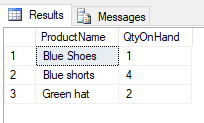 Results Messages
ProductName QtyOnHand
1 Blue Shoes 1
2 Blue shorts 4
3 Green hat 2